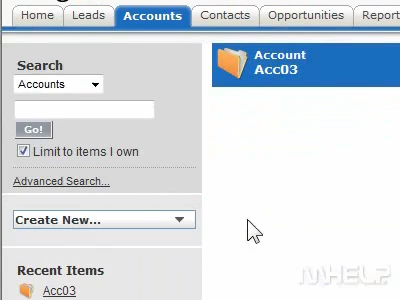 Home
Leads
Accounts
Contacts
Opportunities
Report
Search
Accounts
Go!
Limit to items I own
Advanced Search...
Create New...
Recent Items
Acc03
Account
Acc03
MHELP